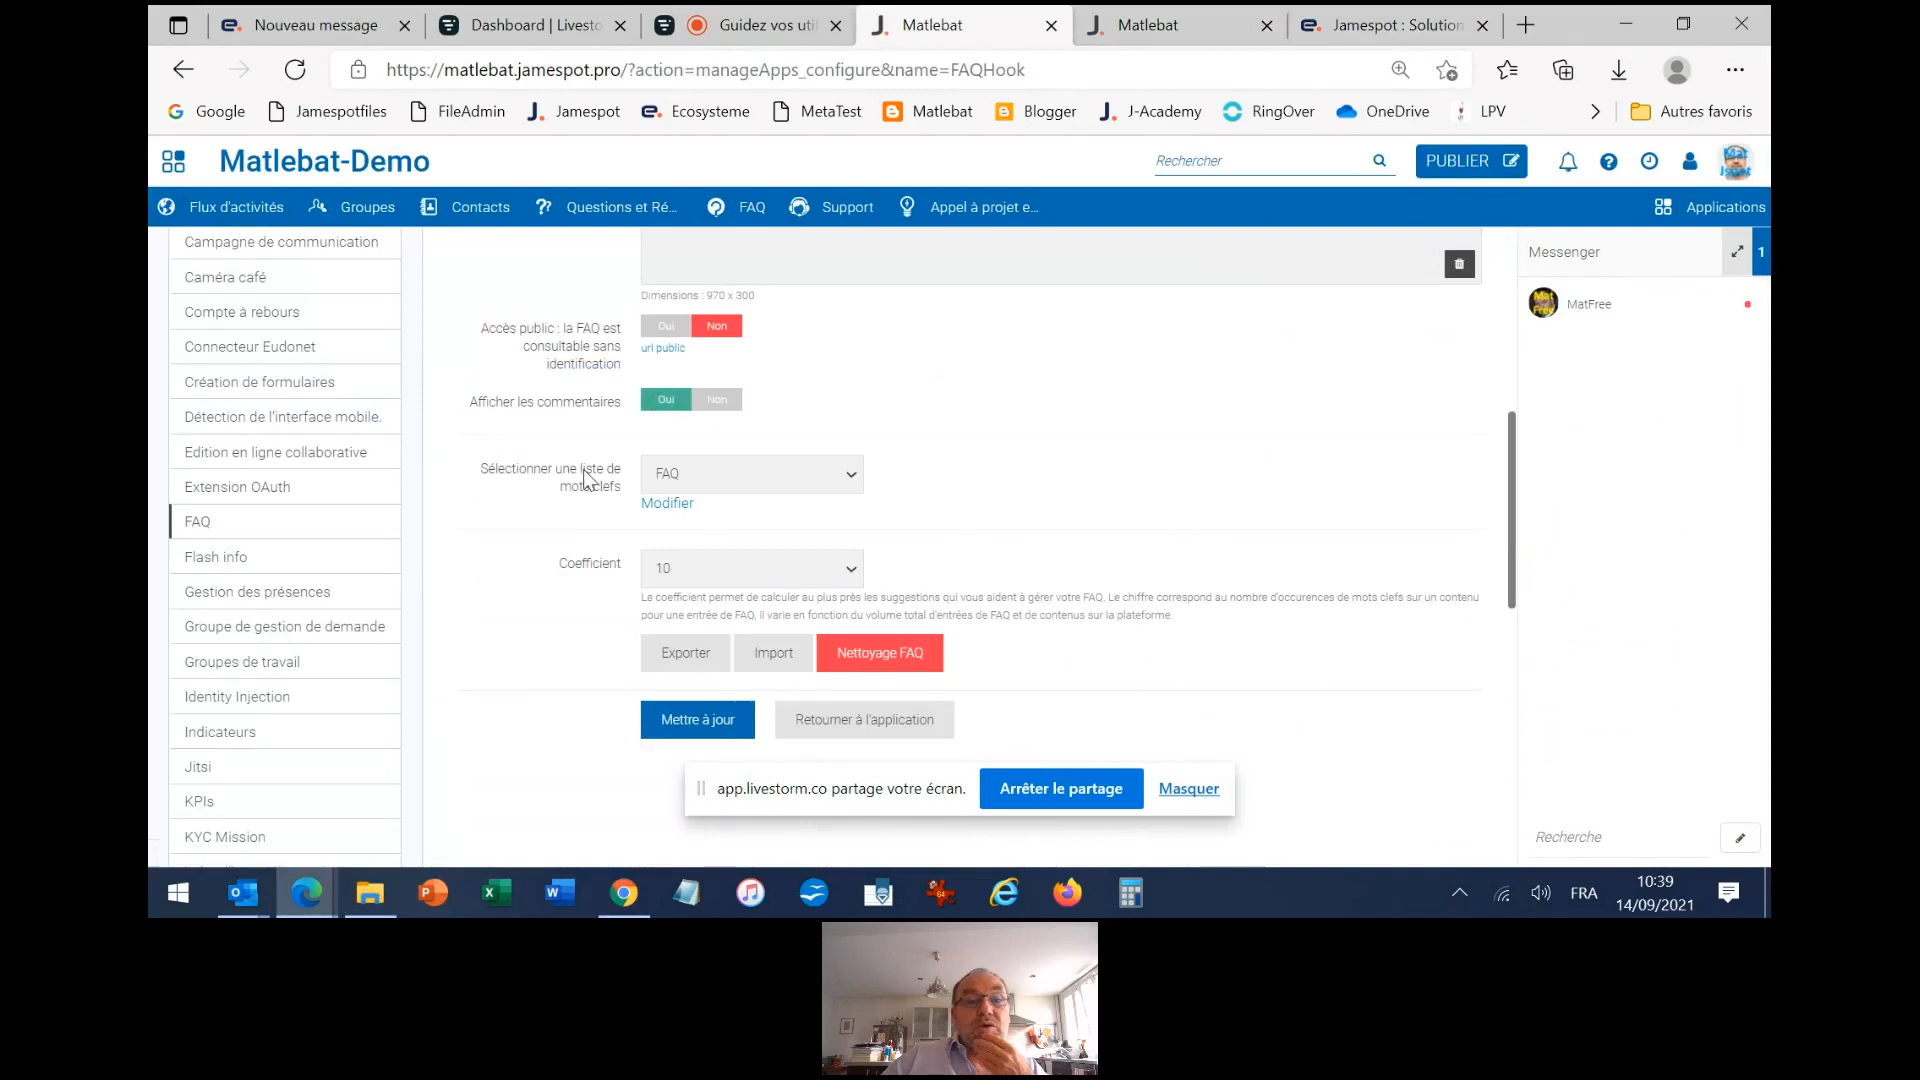 Nouveau message
Dashboard | Livesto
Guidez vos uti
Matlebat
Matlebat
Jamespot : Solution
https://matlebat.jamespot.pro/?action=manageApps_configure&name=FAQHook
Google
Jamespotfiles
FileAdmin
Jamespot
Ecosysteme
MetaTest
Matlebat
Blogger
J-Academy
RingOver
OneDrive
LPV
Autres favoris
Matlebat-Demo
Rechercher
PUBLIER
Flux d'activités
Groupes
Contacts
Questions et Ré...
FAQ
Support
Appel à projet e...
Applications
Campagne de communication
Caméra café
Compte à rebours
Connecteur Eudonet
Création de formulaires
Détection de l'interface mobile.
Edition en ligne collaborative
Extension OAuth
FAQ
Flash info
Gestion des présences
Groupe de gestion de demande
Groupes de travail
Identity Injection
Indicateurs
Jitsi
KPIs
KYC Mission
Dimensions : 970 x 300
Accès public : la FAQ est
consultable sans
identification
Oui Non
url public
Afficher les commentaires
Oui Non
Sélectionner une liste de
mots clefs
FAQ
Modifier
Coefficient
10
Le coefficient permet de calculer au plus près les suggestions qui vous aident à gérer votre FAQ. Le chiffre correspond au nombre d'occurences de mots clefs sur un contenu
pour une entrée de FAQ, il varie en fonction du volume total d'entrées de FAQ et de contenus sur la plateforme.
Exporter
Import
Nettoyage FAQ
Mettre à jour
Retourner à l'application
app.livestorm.co partage votre écran.
Arrêter le partage
Masquer
Messenger
1
MatFree
Recherche
FRA
10:39
14/09/2021